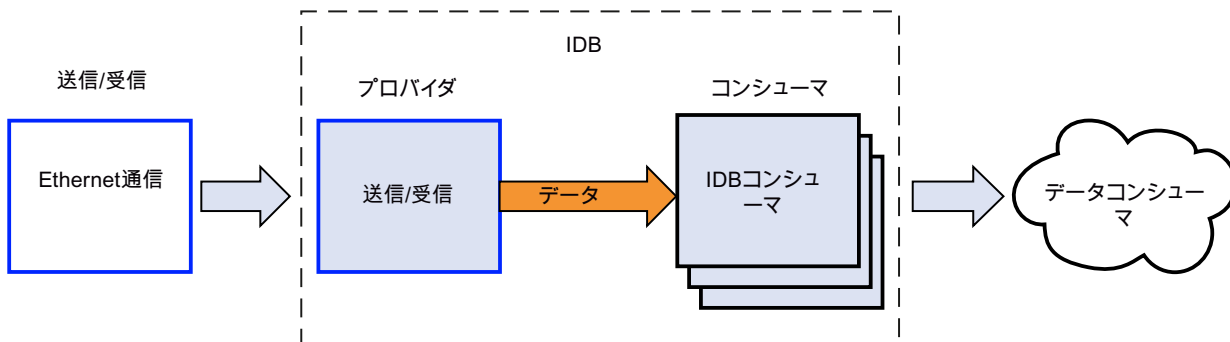 IDB
送信/受信
プロバイダ
コンシューマ
Ethernet通信
送信/受信
データ
IDBコンシュ
ーマ
データコンシュー
マ